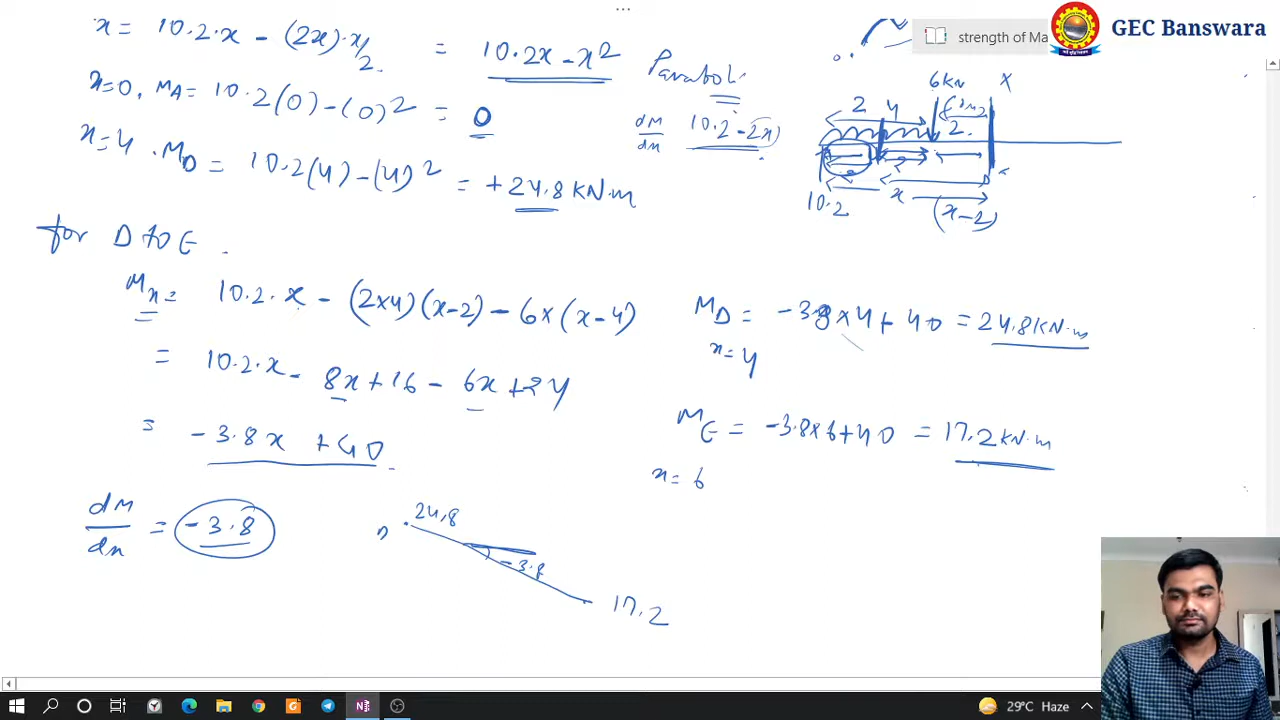 x = 10.2·x - (2x)·x/2. = 10.2x - x² Parabol
x=0, MA = 10.2(0) - (0)² = 0
dM/dx 10.2 - 2x)
x=4 · MD = 10.2(4) - (4)² = +24.8 KN·m
for D to E
Mx = 10.2·x - (2x4)(x-2) - 6x(x-4)
= 10.2·x - 8x + 16 - 6x + 24
= -3.8x + 40
dM/dx = -3.8
D 24.8
-3.8
17.2
MD = -3.8x4 + 40 = 24.8KN·m
x=4
ME = -3.8x6+40 = 17.2KN·m
x=6
strength of Ma
GEC Banswara
6KN X
2 4
2.
2
x
10.2
(x-2)
29°C Haze